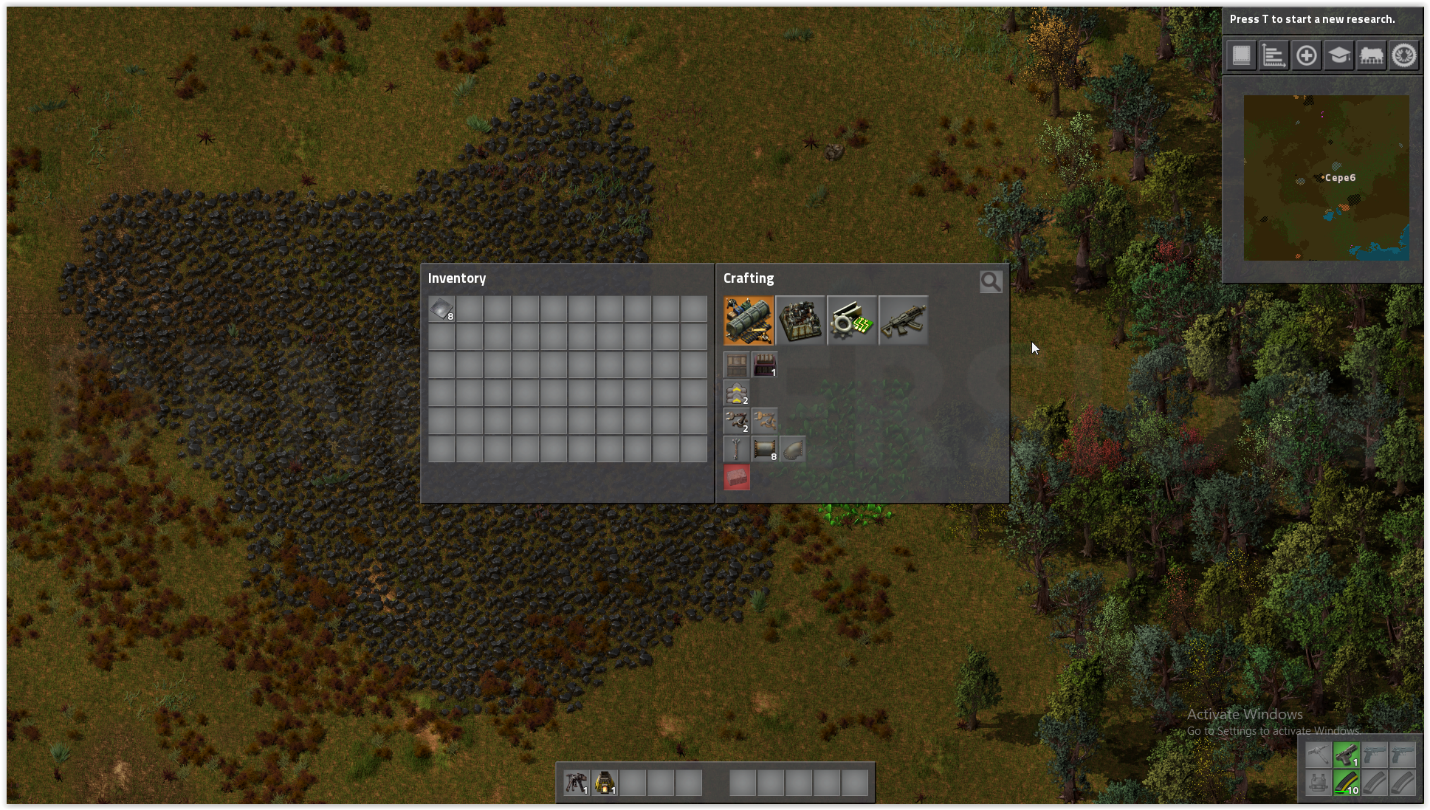 Press T to start a new research.
Cepe6
Inventory
Crafting
8
1
2
2
8
Activate Windows
Go to Settings to activate Windows.
1
1
1
10